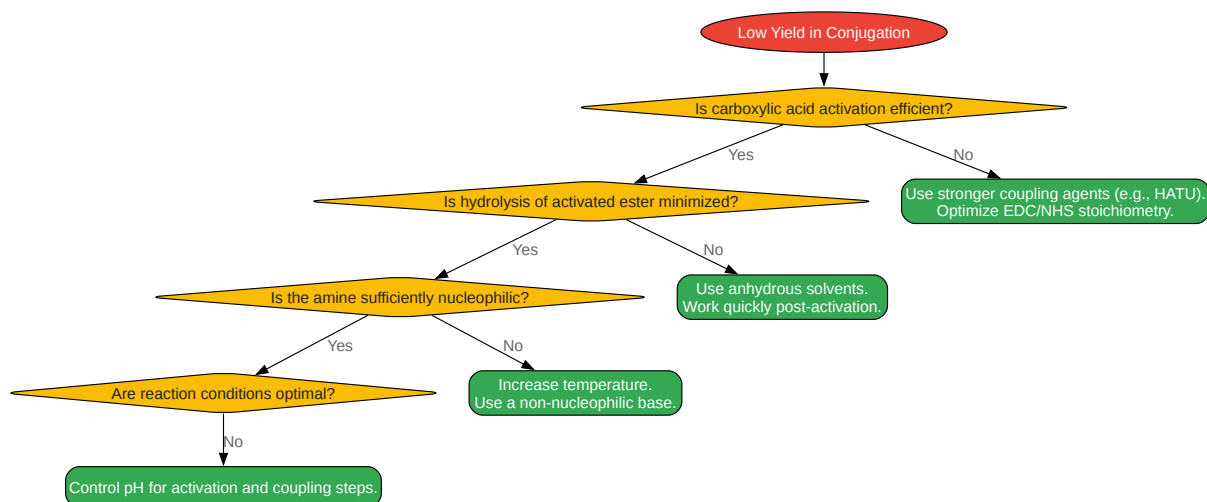 Low Yield in Conjugation
Is carboxylic acid activation efficient?
Yes
No
Use stronger coupling agents (e.g., HATU).
Optimize EDC/NHS stoichiometry.
Is hydrolysis of activated ester minimized?
Yes
No
Use anhydrous solvents.
Work quickly post-activation.
Is the amine sufficiently nucleophilic?
Yes
No
Increase temperature.
Use a non-nucleophilic base.
Are reaction conditions optimal?
No
Control pH for activation and coupling steps.